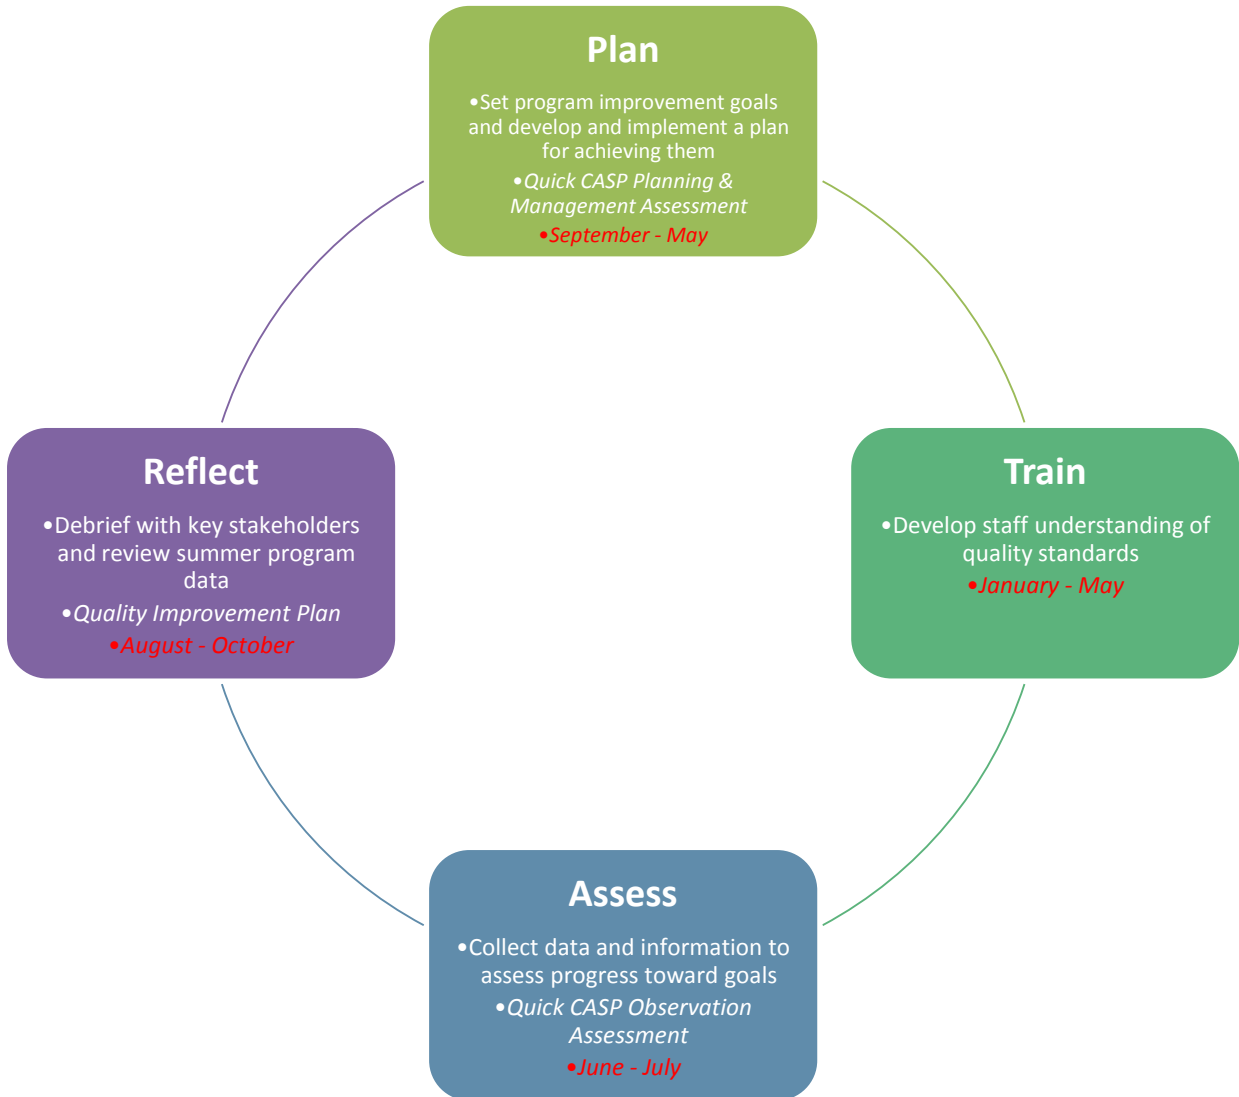 Plan
•Set program improvement goals
and develop and implement a plan
for achieving them
•Quick CASP Planning &
Management Assessment
•September - May
Reflect
•Debrief with key stakeholders
and review summer program
data
•Quality Improvement Plan
•August - October
Train
•Develop staff understanding of
quality standards
•January - May
Assess
•Collect data and information to
assess progress toward goals
•Quick CASP Observation
Assessment
•June - July